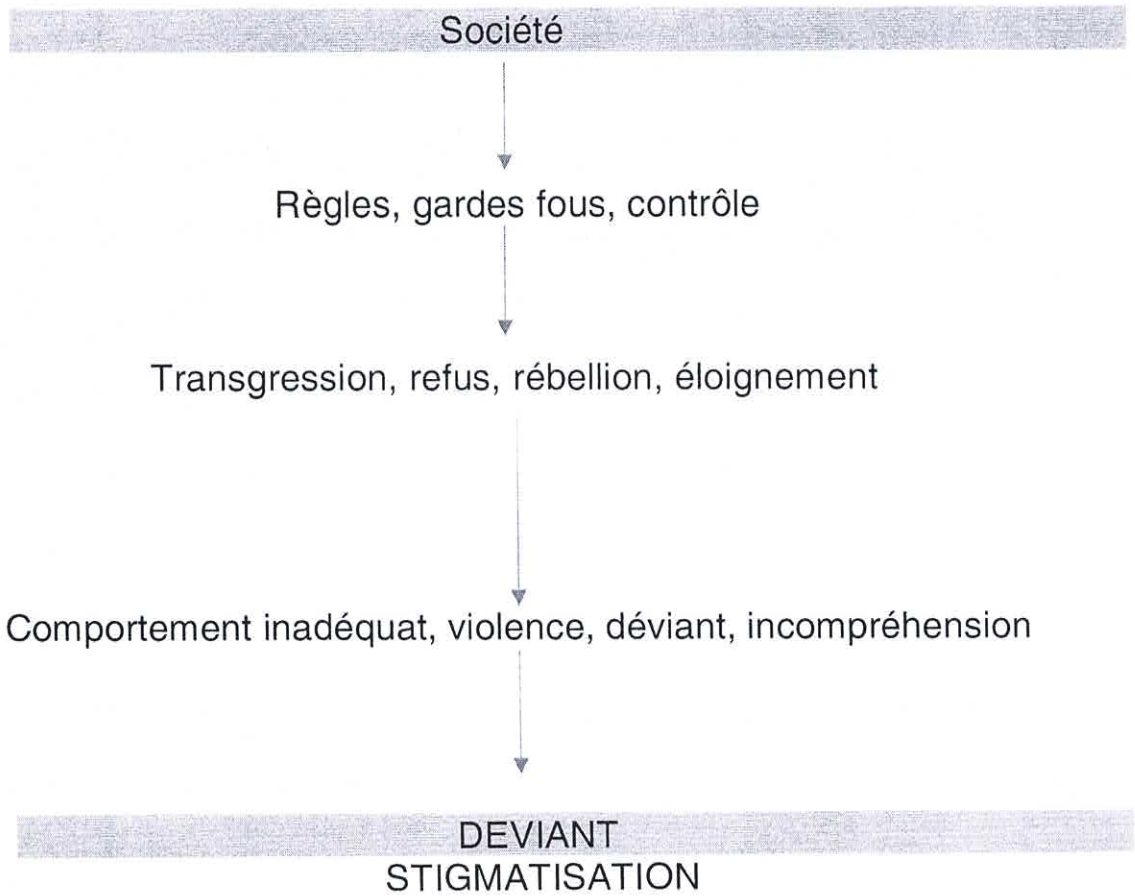 Société
Règles, gardes fous, contrôle
Transgression, refus, rébellion, éloignement
Comportement inadéquat, violence, déviant, incompréhension
DEVIANT
STIGMATISATION